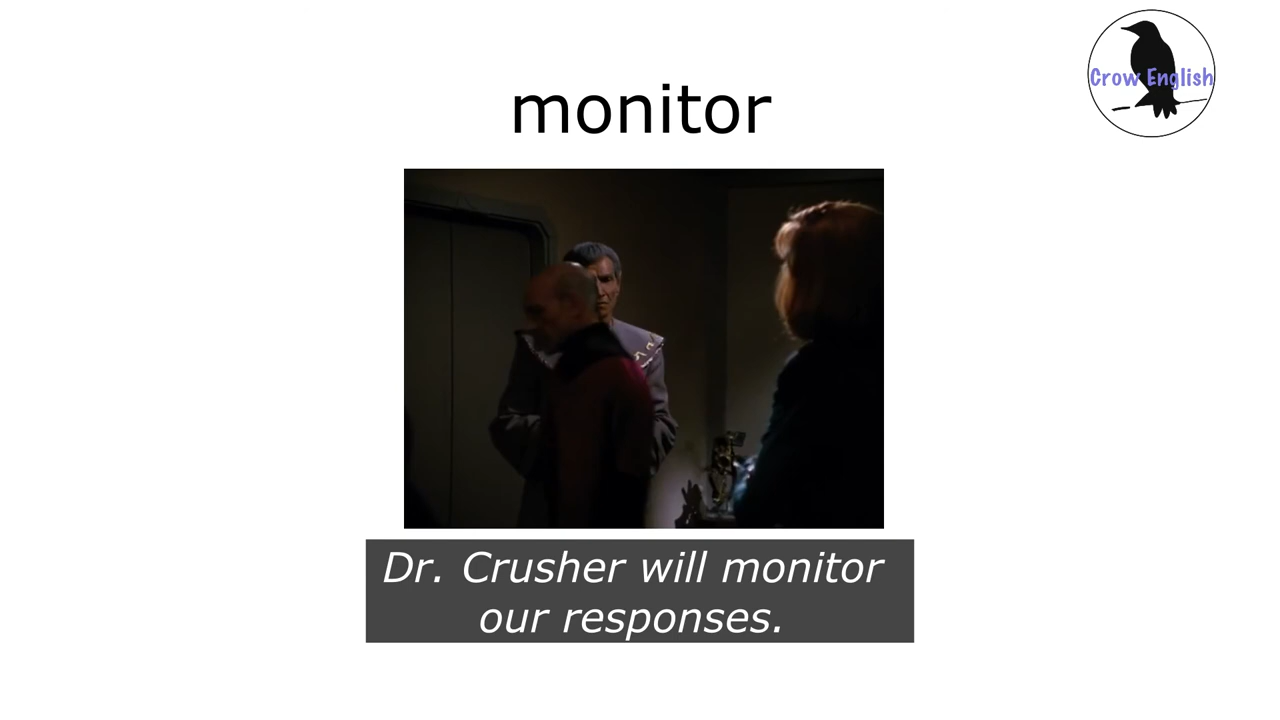 Crow English
monitor
Dr. Crusher will monitor
our responses.